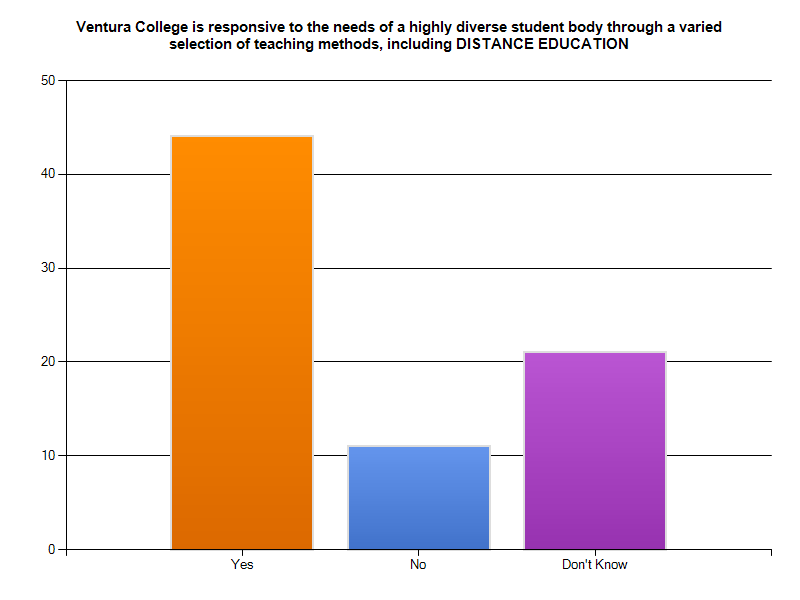 Ventura College is responsive to the needs of a highly diverse student body through a varied
selection of teaching methods, including DISTANCE EDUCATION
50
40
30
20
10
0
Yes No Don't Know